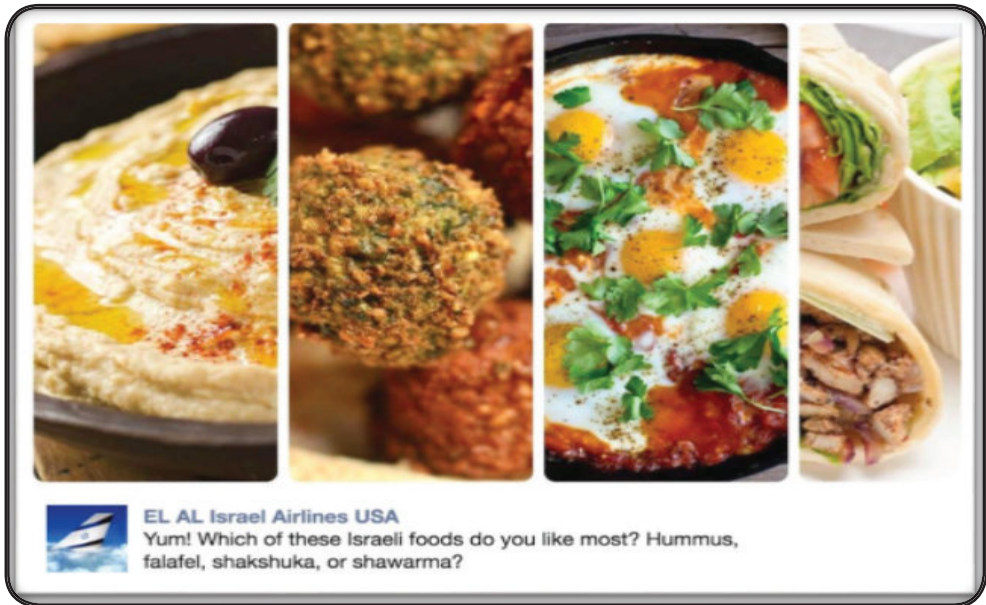 EL AL Israel Airlines USA
Yum! Which of these Israeli foods do you like most? Hummus,
falafel, shakshuka, or shawarma?